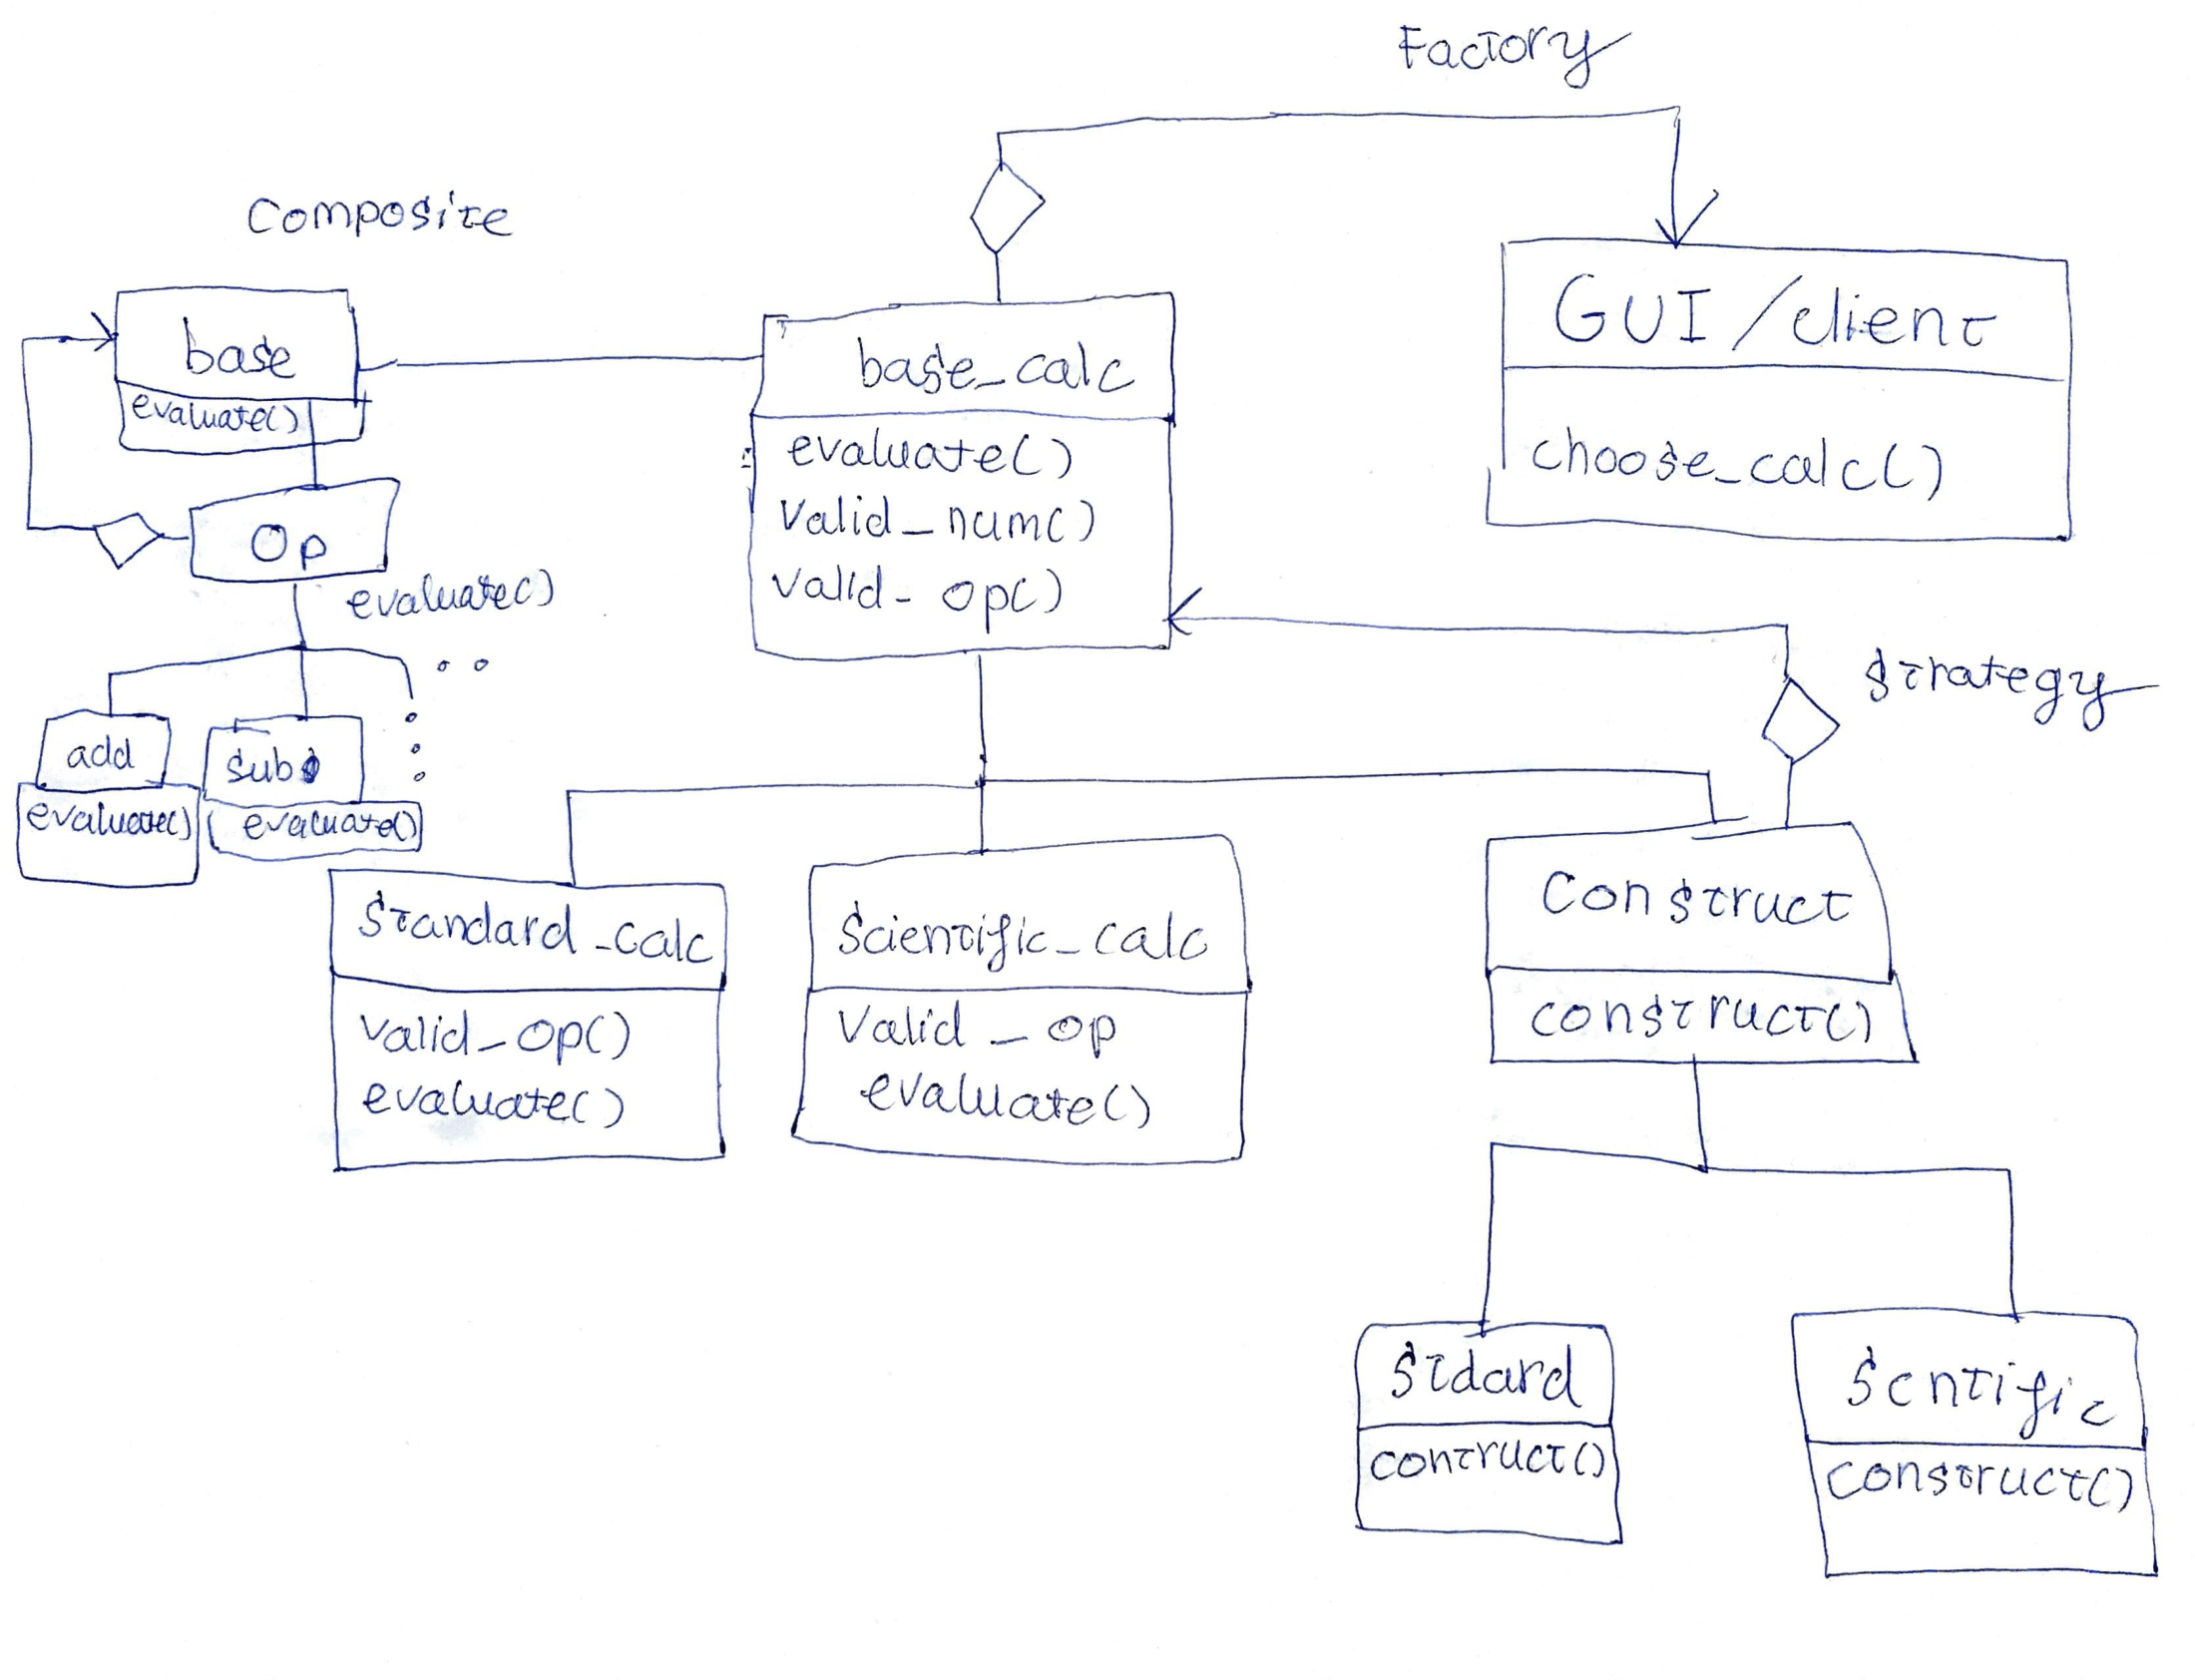 Factory
Composite
base
evaluate()
Op
evaluate()
add
evaluate()
sub
evaluate()
base_calc
evaluate()
Valid_num()
valid_op()
GUI/client
choose_calc()
Strategy
Standard_calc
valid_op()
evaluate()
Scientific_calc
Valid_op
evaluate()
Construct
construct()
Stdard
contruct()
Scntific
construct()